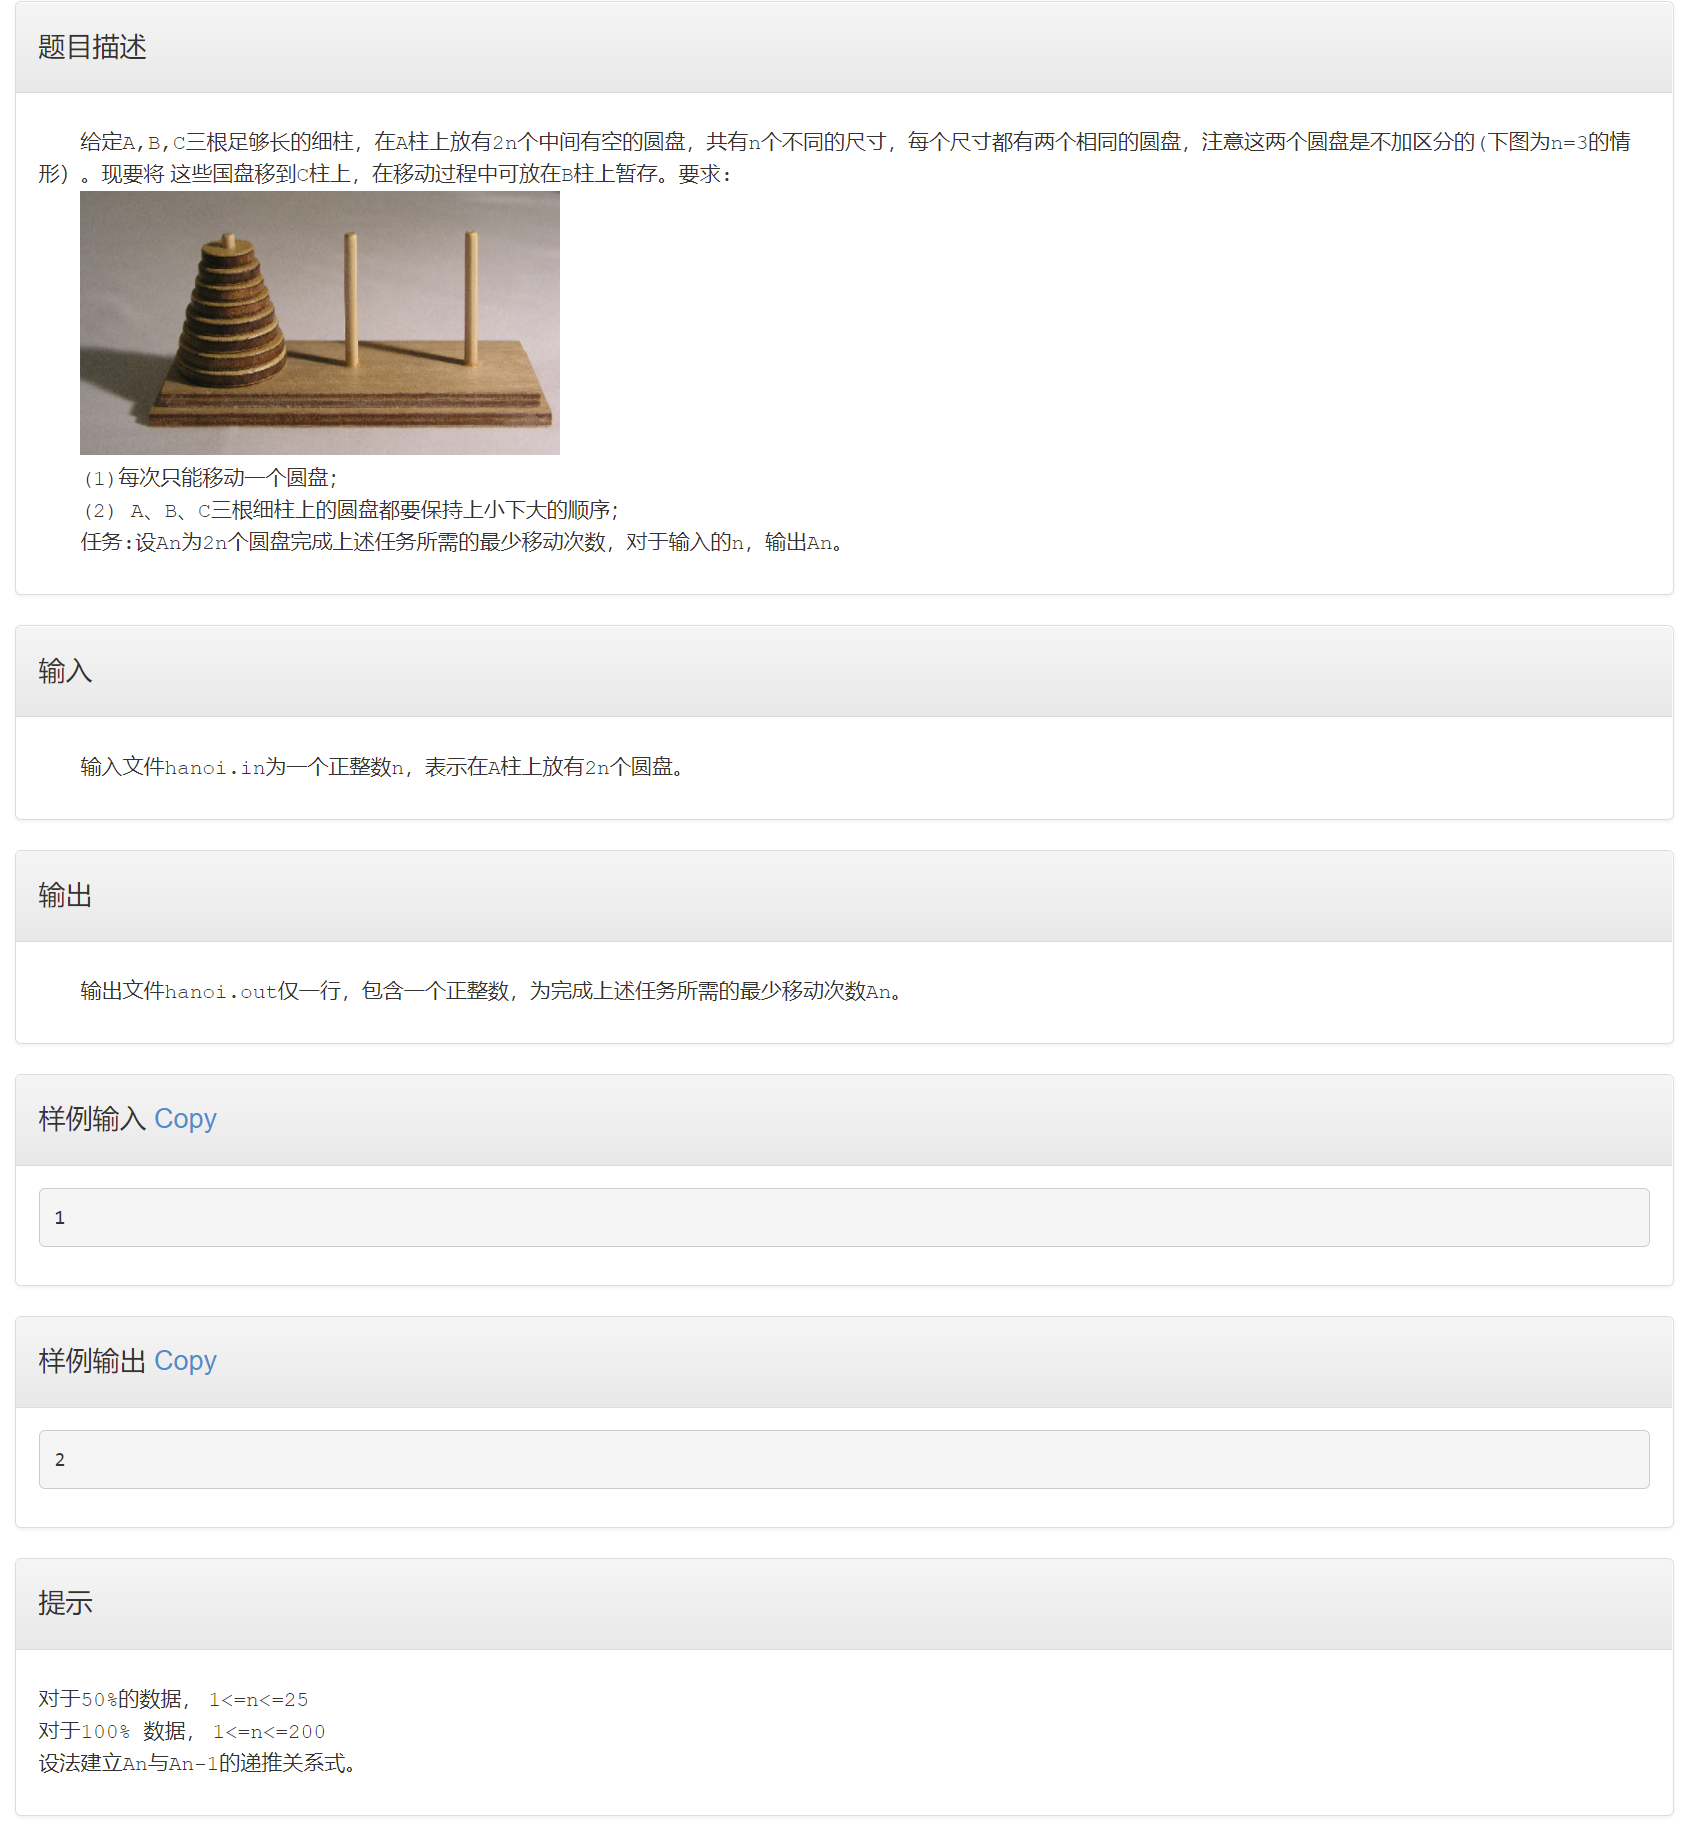 题目描述
给定A,B,C三根足够长的细柱，在A柱上放有2n个中间有空的圆盘，共有n个不同的尺寸，每个尺寸都有两个相同的圆盘，注意这两个圆盘是不加区分的(下图为n=3的情
形）。现要将 这些国盘移到C柱上，在移动过程中可放在B柱上暂存。要求:
(1)每次只能移动一个圆盘；
(2) A、B、C三根细柱上的圆盘都要保持上小下大的顺序；
任务:设An为2n个圆盘完成上述任务所需的最少移动次数，对于输入的n，输出An。
输入
输入文件hanoi.in为一个正整数n，表示在A柱上放有2n个圆盘。
输出
输出文件hanoi.out仅一行，包含一个正整数，为完成上述任务所需的最少移动次数An。
样例输入 Copy
1
样例输出 Copy
2
提示
对于50%的数据， 1<=n<=25
对于100% 数据， 1<=n<=200
设法建立An与An-1的递推关系式。